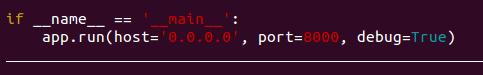 if __name__ == '__main__':
    app.run(host='0.0.0.0', port=8000, debug=True)